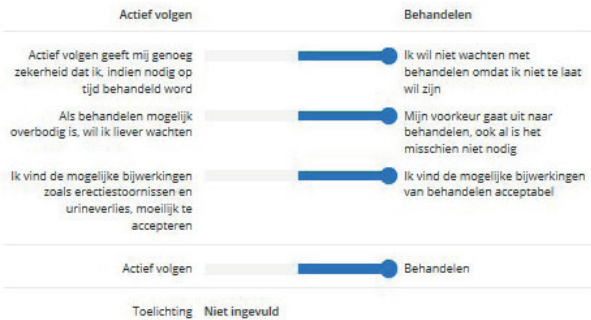 Actief volgen
Behandelen
Actief volgen geeft mij genoeg
zekerheid dat ik, indien nodig op
tijd behandeld word
Ik wil niet wachten met
behandelen omdat ik niet te laat
wil zijn
Als behandelen mogelijk
overbodig is, wil ik liever wachten
Mijn voorkeur gaat uit naar
behandelen, ook al is het
misschien niet nodig
Ik vind de mogelijke bijwerkingen
zoals erectiestoornissen en
urineverlies, moeilijk te
accepteren
Ik vind de mogelijke bijwerkingen
van behandelen acceptabel
Actief volgen
Behandelen
Toelichting Niet ingevuld